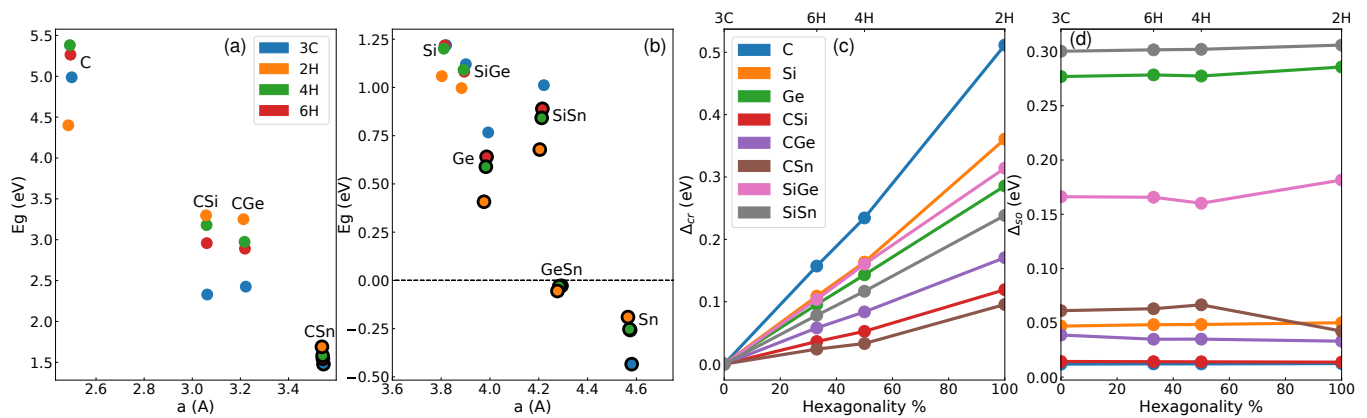 (a)
5.5
5.0
4.5
4.0
3.5
3.0
2.5
2.0
1.5
Eg (eV)
2.6
2.8
3.0
3.2
3.4
a (A)
3C
2H
4H
6H
C
CSi
CGe
CSn
(b)
1.25
1.00
0.75
0.50
0.25
0.00
−0.25
−0.50
Eg (eV)
3.6
3.8
4.0
4.2
4.4
4.6
a (A)
Si
SiGe
SiSn
Ge
GeSn
Sn
3C
6H
4H
2H
(c)
0.5
0.4
0.3
0.2
0.1
0.0
Δcr (eV)
0
20
40
60
80
100
Hexagonality %
C
Si
Ge
CSi
CGe
CSn
SiGe
SiSn
3C
6H
4H
2H
(d)
0.30
0.25
0.20
0.15
0.10
0.05
0.00
Δso (eV)
0
20
40
60
80
100
Hexagonality %